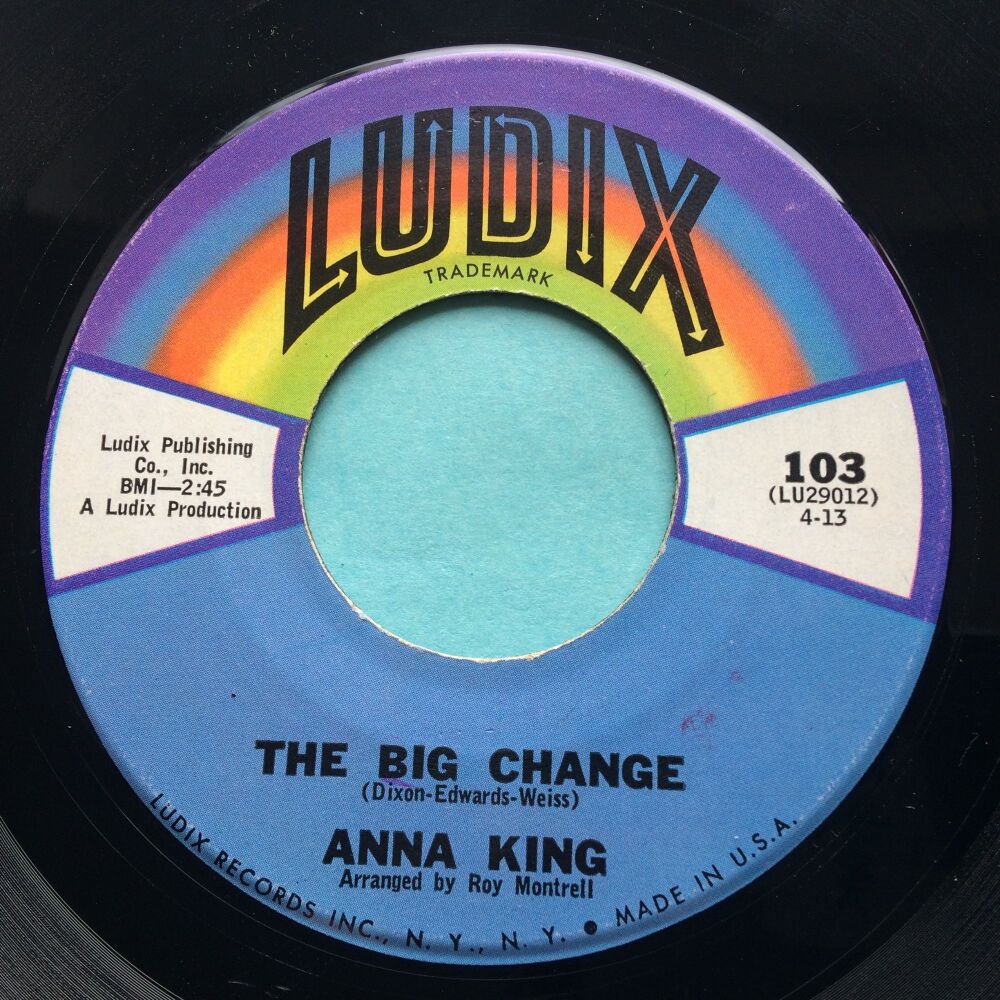 LUDIX
TRADEMARK
Ludix Publishing
Co., Inc.
BMI—2:45
A Ludix Production
103
(LU29012)
4-13
THE BIG CHANGE
(Dixon-Edwards-Weiss)
ANNA KING
Arranged by Roy Montrell
LUDIX RECORDS INC., N. Y., N. Y. ● MADE IN U.S.A.